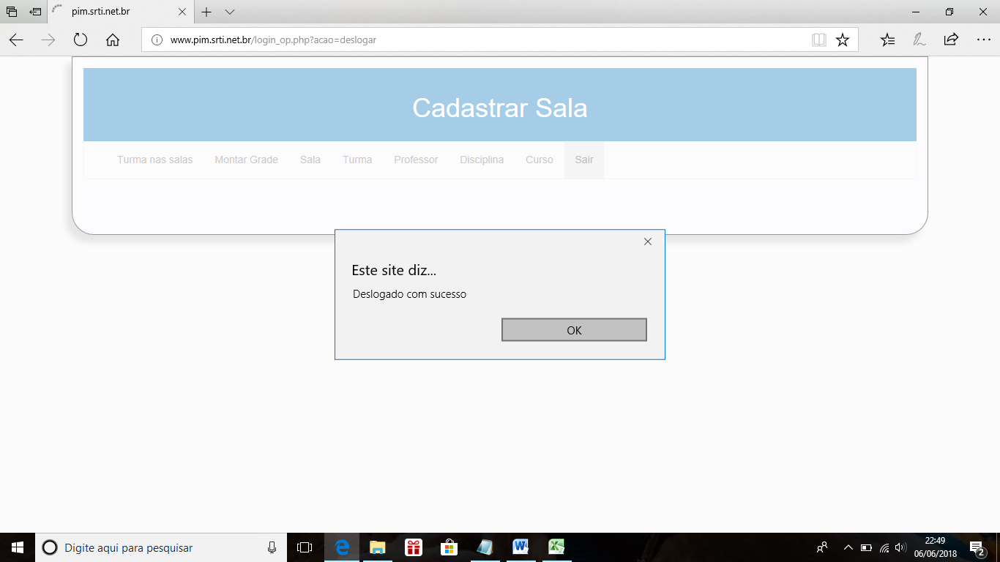 pim.srti.net.br
www.pim.srti.net.br/login_op.php?acao=deslogar
Cadastrar Sala
Turma nas salas Montar Grade Sala Turma Professor Disciplina Curso Sair
Este site diz...
Deslogado com sucesso
OK
Digite aqui para pesquisar
22:49
06/06/2018
2